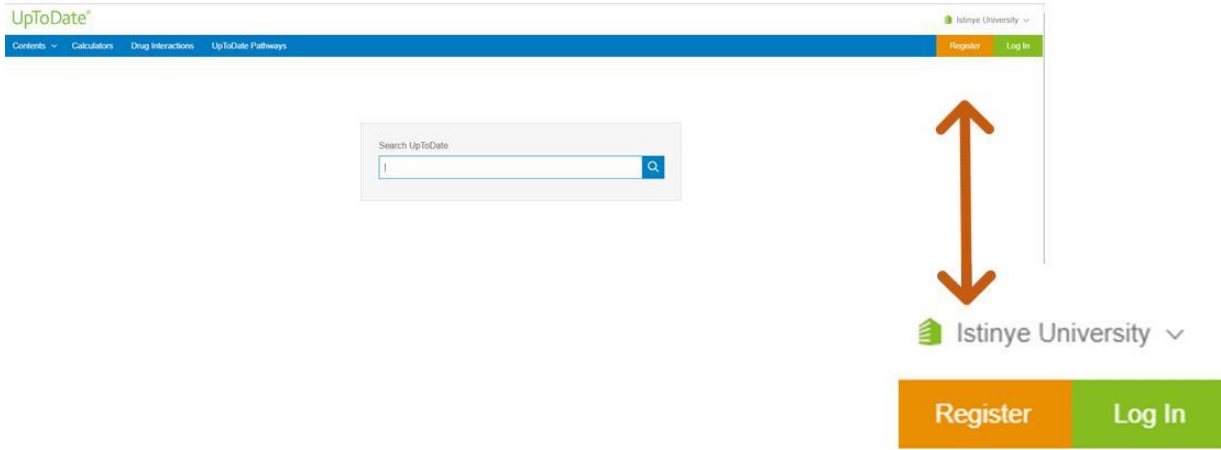 UpToDate®
Istinye University
Contents Calculators Drug Interactions UpToDate Pathways Register Log In
Search UpToDate
Istinye University
Register Log In